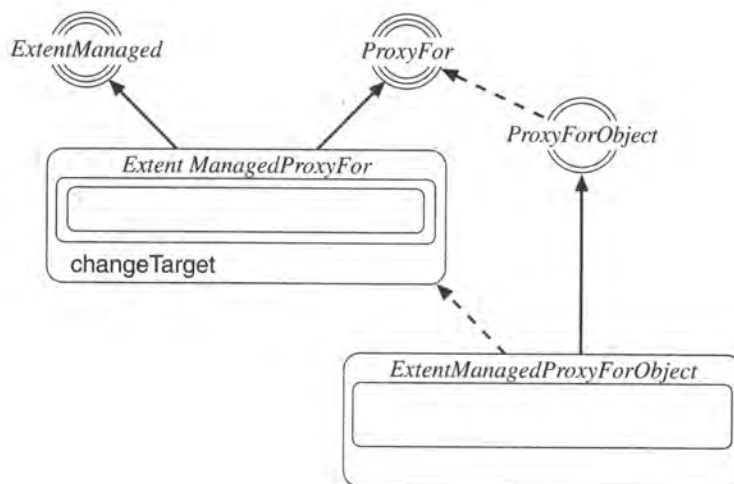 ExtentManaged
ProxyFor
ProxyForObject
Extent ManagedProxyFor
changeTarget
ExtentManagedProxyForObject